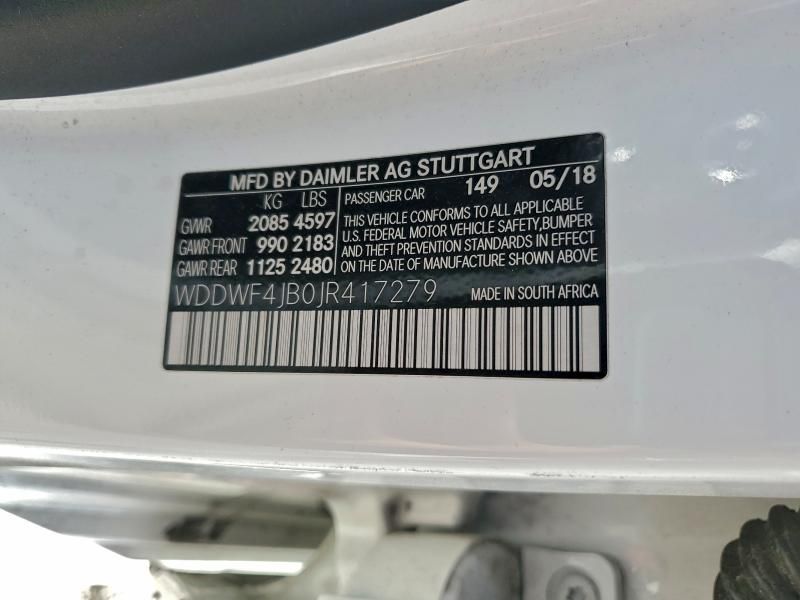 MFD BY DAIMLER AG STUTTGART
KG LBS
GVWR 2085 4597
GAWR FRONT 990 2183
GAWR REAR 1125 2480
PASSENGER CAR 149 05/18
THIS VEHICLE CONFORMS TO ALL APPLICABLE
U.S. FEDERAL MOTOR VEHICLE SAFETY,BUMPER
AND THEFT PREVENTION STANDARDS IN EFFECT
ON THE DATE OF MANUFACTURE SHOWN ABOVE
WDDWF4JB0JR417279
MADE IN SOUTH AFRICA